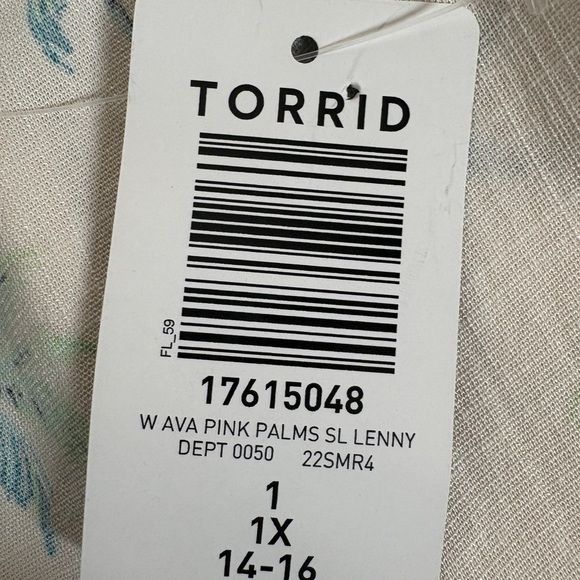 TORRID
FL_59
17615048
W AVA PINK PALMS SL LENNY
DEPT 0050 22SMR4
1
1X
14-16